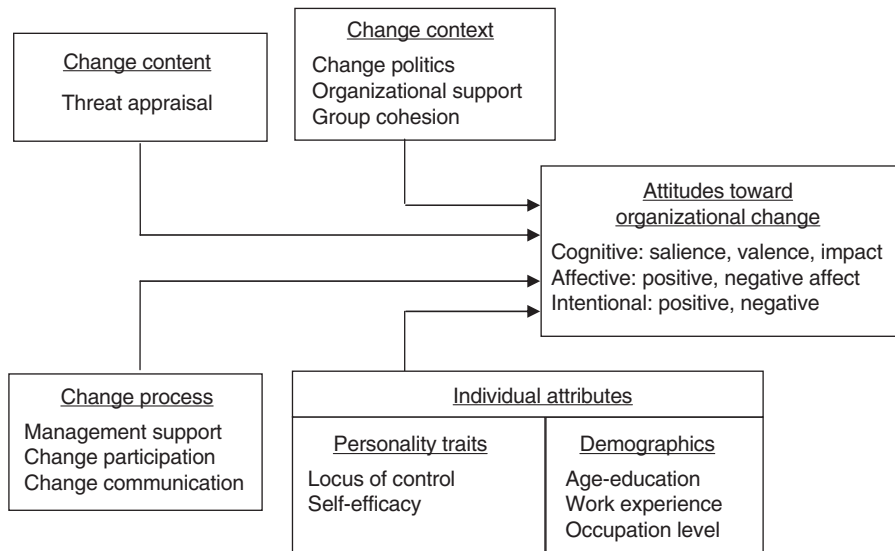 Change content
Threat appraisal
Change context
Change politics
Organizational support
Group cohesion
Attitudes toward
organizational change
Cognitive: salience, valence, impact
Affective: positive, negative affect
Intentional: positive, negative
Change process
Management support
Change participation
Change communication
Individual attributes
Personality traits
Locus of control
Self-efficacy
Demographics
Age-education
Work experience
Occupation level